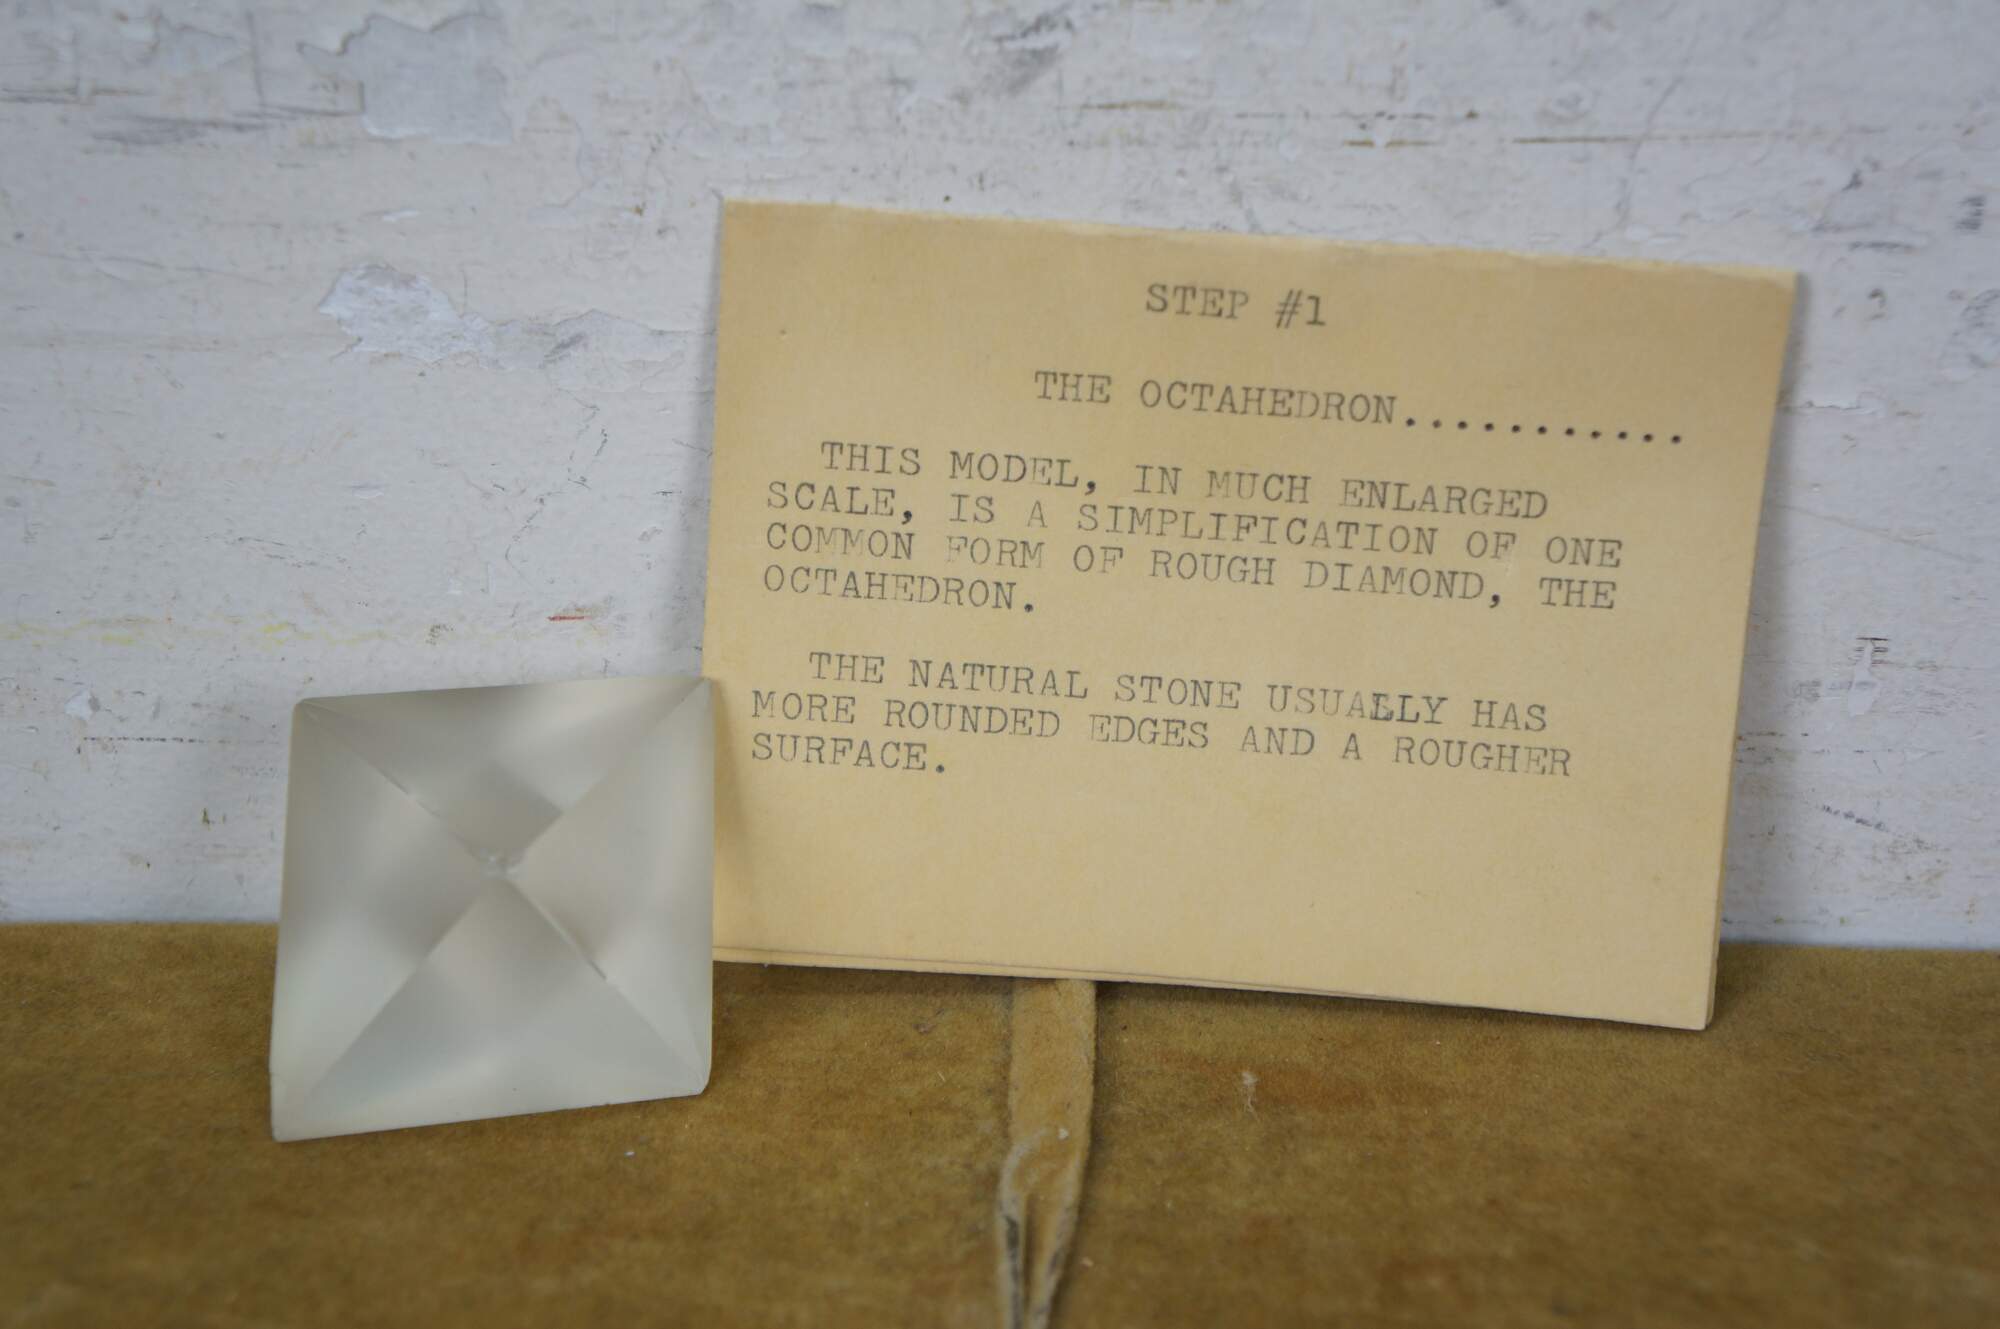 STEP #1
THE OCTAHEDRON...........
THIS MODEL, IN MUCH ENLARGED
SCALE, IS A SIMPLIFICATION OF ONE
COMMON FORM OF ROUGH DIAMOND, THE
OCTAHEDRON.
THE NATURAL STONE USUALLY HAS
MORE ROUNDED EDGES AND A ROUGHER
SURFACE.